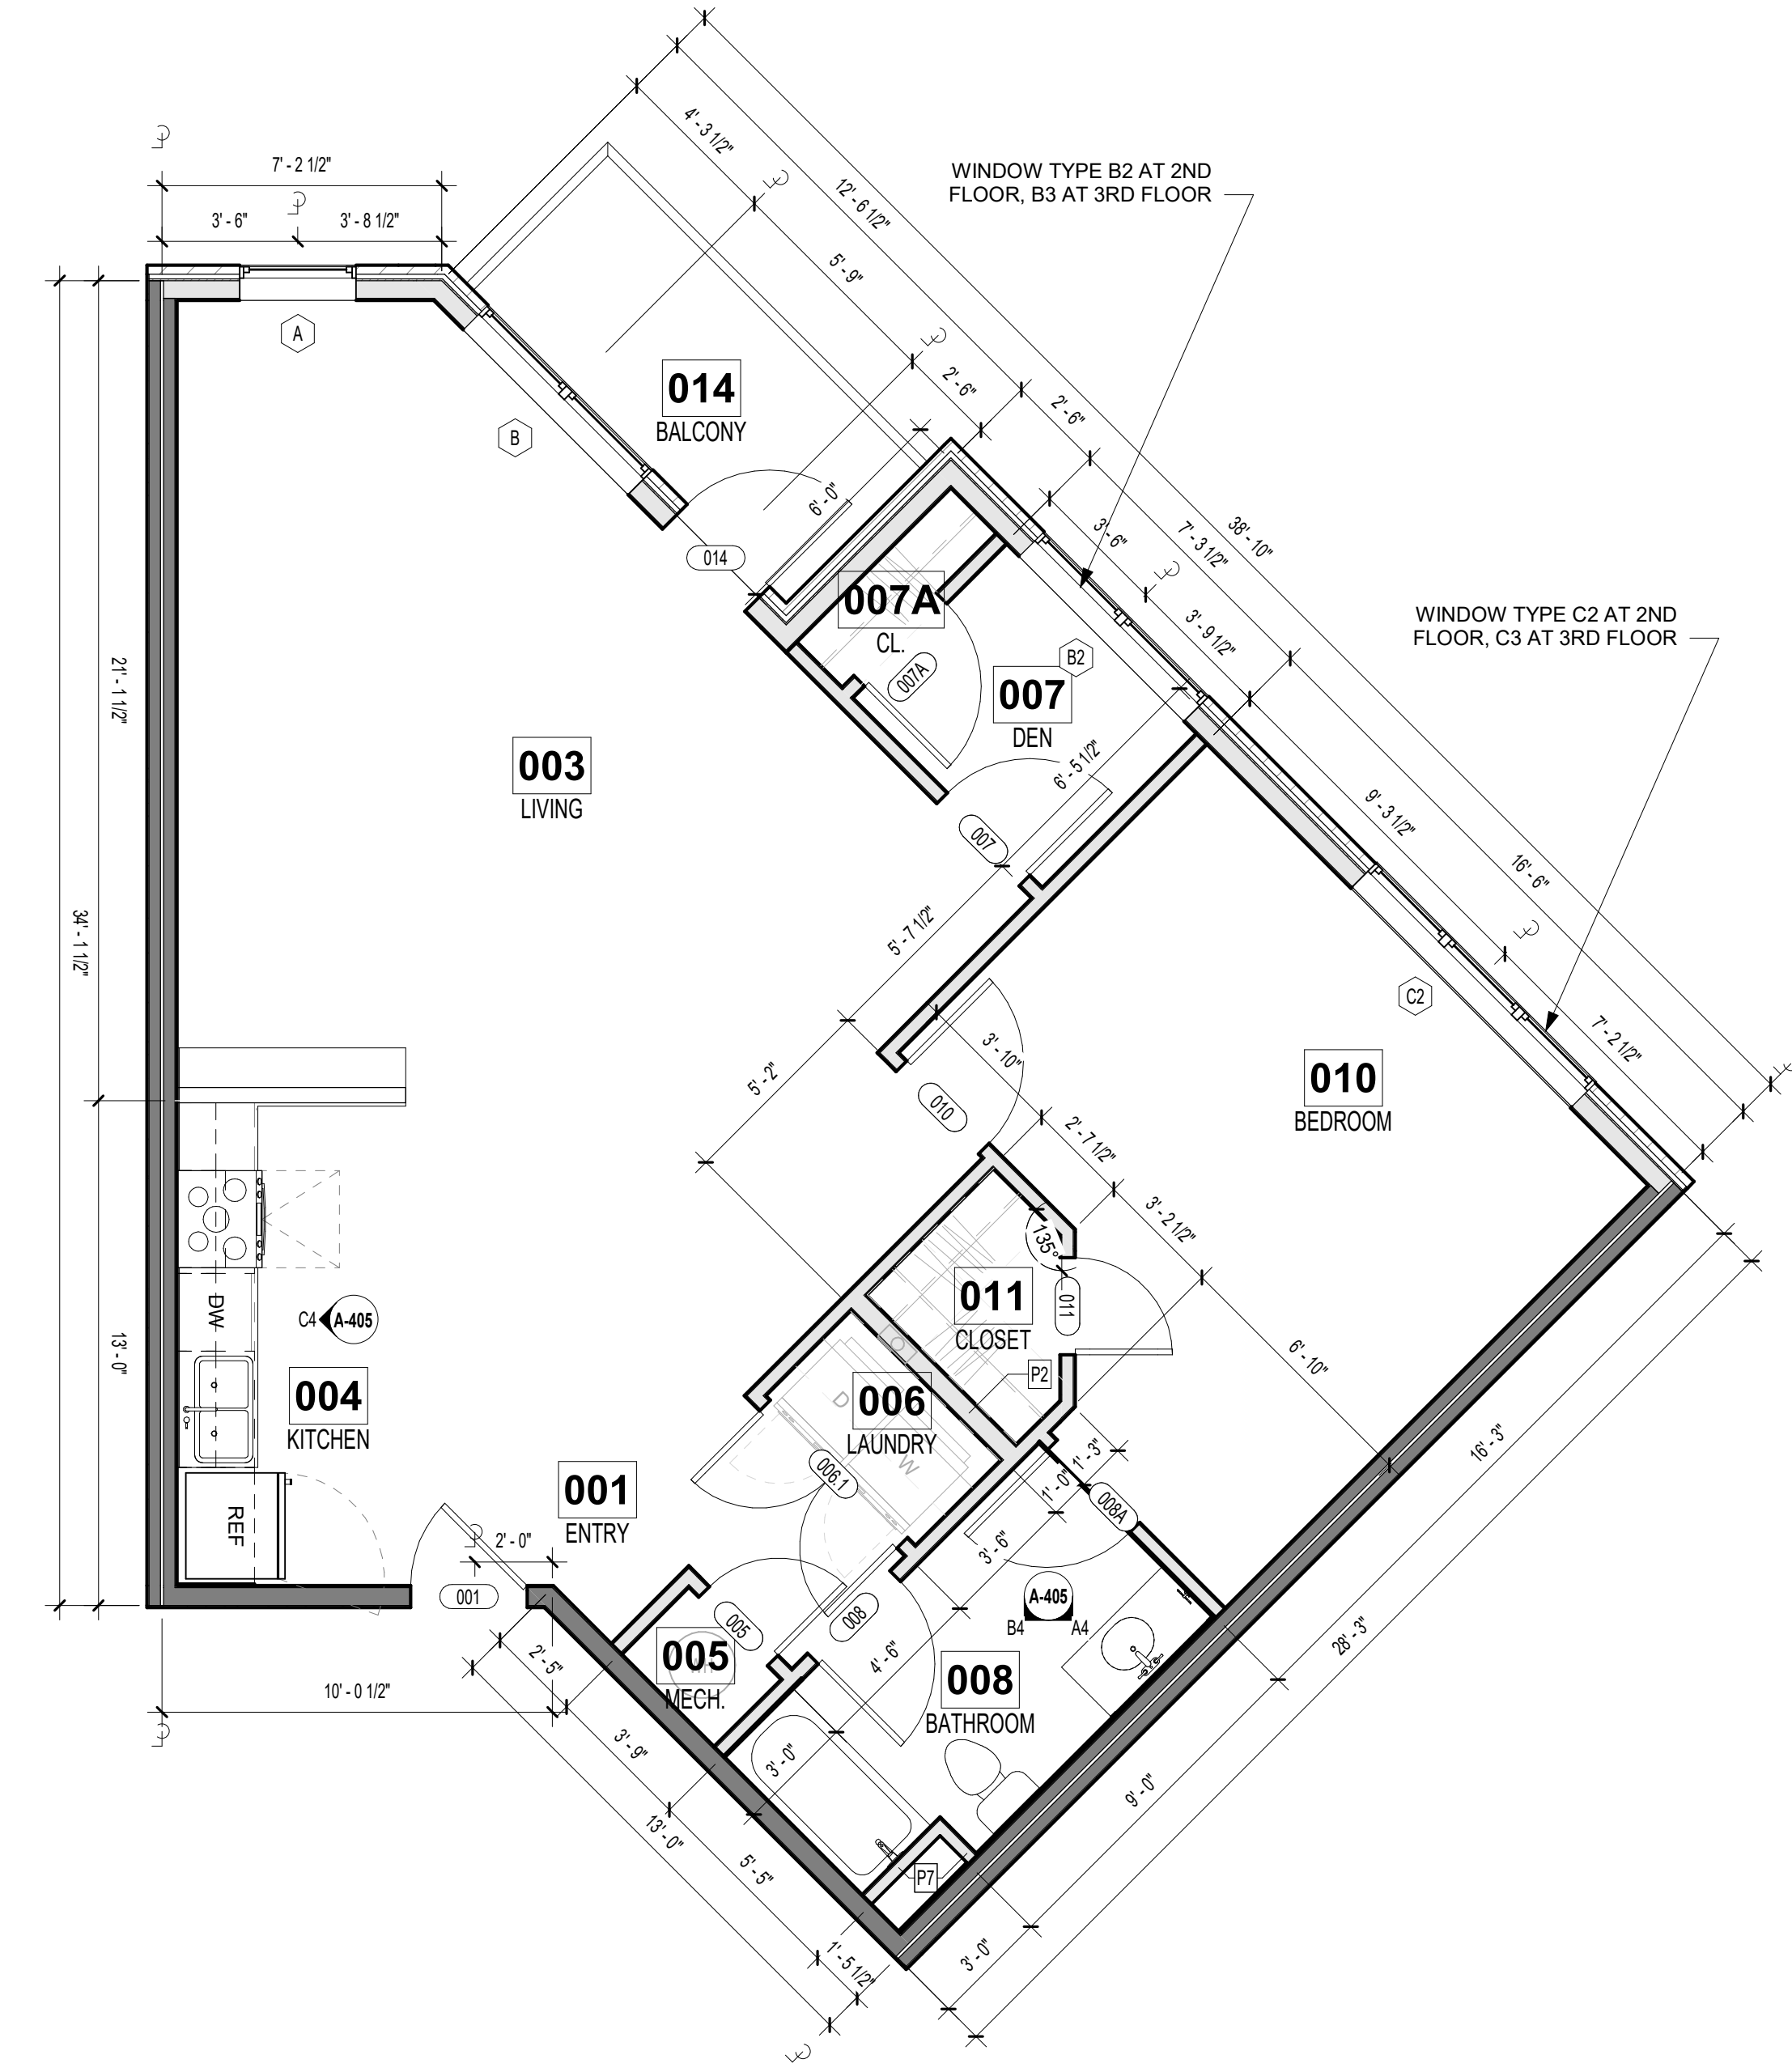 4' - 3 1/2"
12' - 6 1/2"
WINDOW TYPE B2 AT 2ND
FLOOR, B3 AT 3RD FLOOR
7' - 2 1/2"
3' - 6"
3' - 8 1/2"
5' - 9"
2' - 6"
2' - 6"
A
B
014
BALCONY
6' - 0"
014
3' - 6"
7' - 3 1/2"
38' - 10"
007A
CL.
007A
3' - 9 1/2"
B2
007
DEN
WINDOW TYPE C2 AT 2ND
FLOOR, C3 AT 3RD FLOOR
21' - 1 1/2"
003
LIVING
6' - 5 1/2"
007
9' - 3 1/2"
16' - 6"
34' - 1 1/2"
5' - 7 1/2"
C2
7' - 2 1/2"
5' - 2"
3' - 10"
010
010
BEDROOM
2' - 7 1/2"
3' - 2 1/2"
135°
011
CLOSET
011
DW
C4
A-405
13' - 0"
6' - 10"
P2
004
KITCHEN
D
006
LAUNDRY
W
006.1
1' - 3"
1' - 0"
008A
16' - 3"
REF
001
ENTRY
2' - 0"
001
3' - 6"
A-405
B4
A4
28' - 3"
005
008
005
MECH.
2' - 5"
4' - 6"
008
BATHROOM
10' - 0 1/2"
3' - 9"
3' - 0"
9' - 0"
13' - 0"
5' - 5"
P7
1' - 5 1/2"
3' - 0"